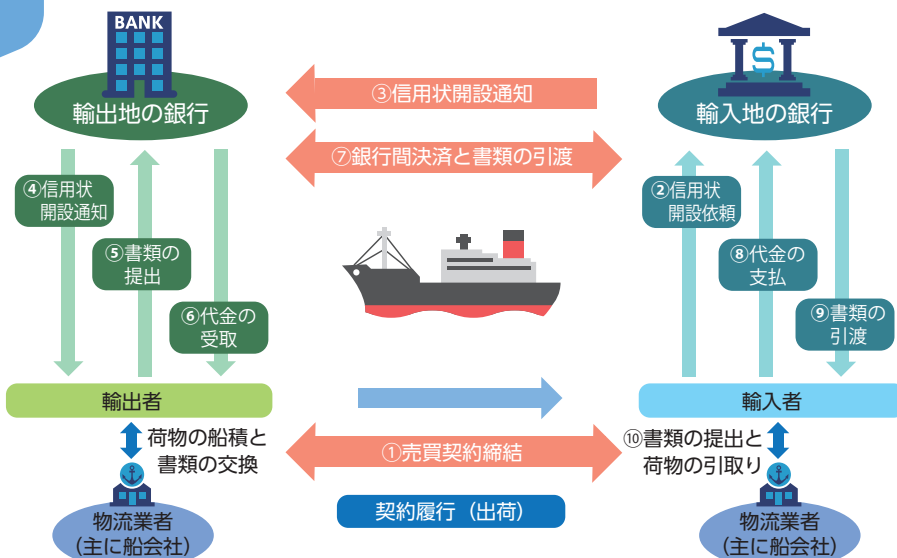 BANK
輸出地の銀行
$
輸入地の銀行
③信用状開設通知
⑦銀行間決済と書類の引渡
④信用状
開設通知
⑤書類の
提出
⑥代金の
受取
②信用状
開設依頼
⑧代金の
支払
⑨書類の
引渡
輸出者
輸入者
荷物の船積と
書類の交換
①売買契約締結
⑩書類の提出と
荷物の引取り
契約履行（出荷）
物流業者
（主に船会社）
物流業者
（主に船会社）